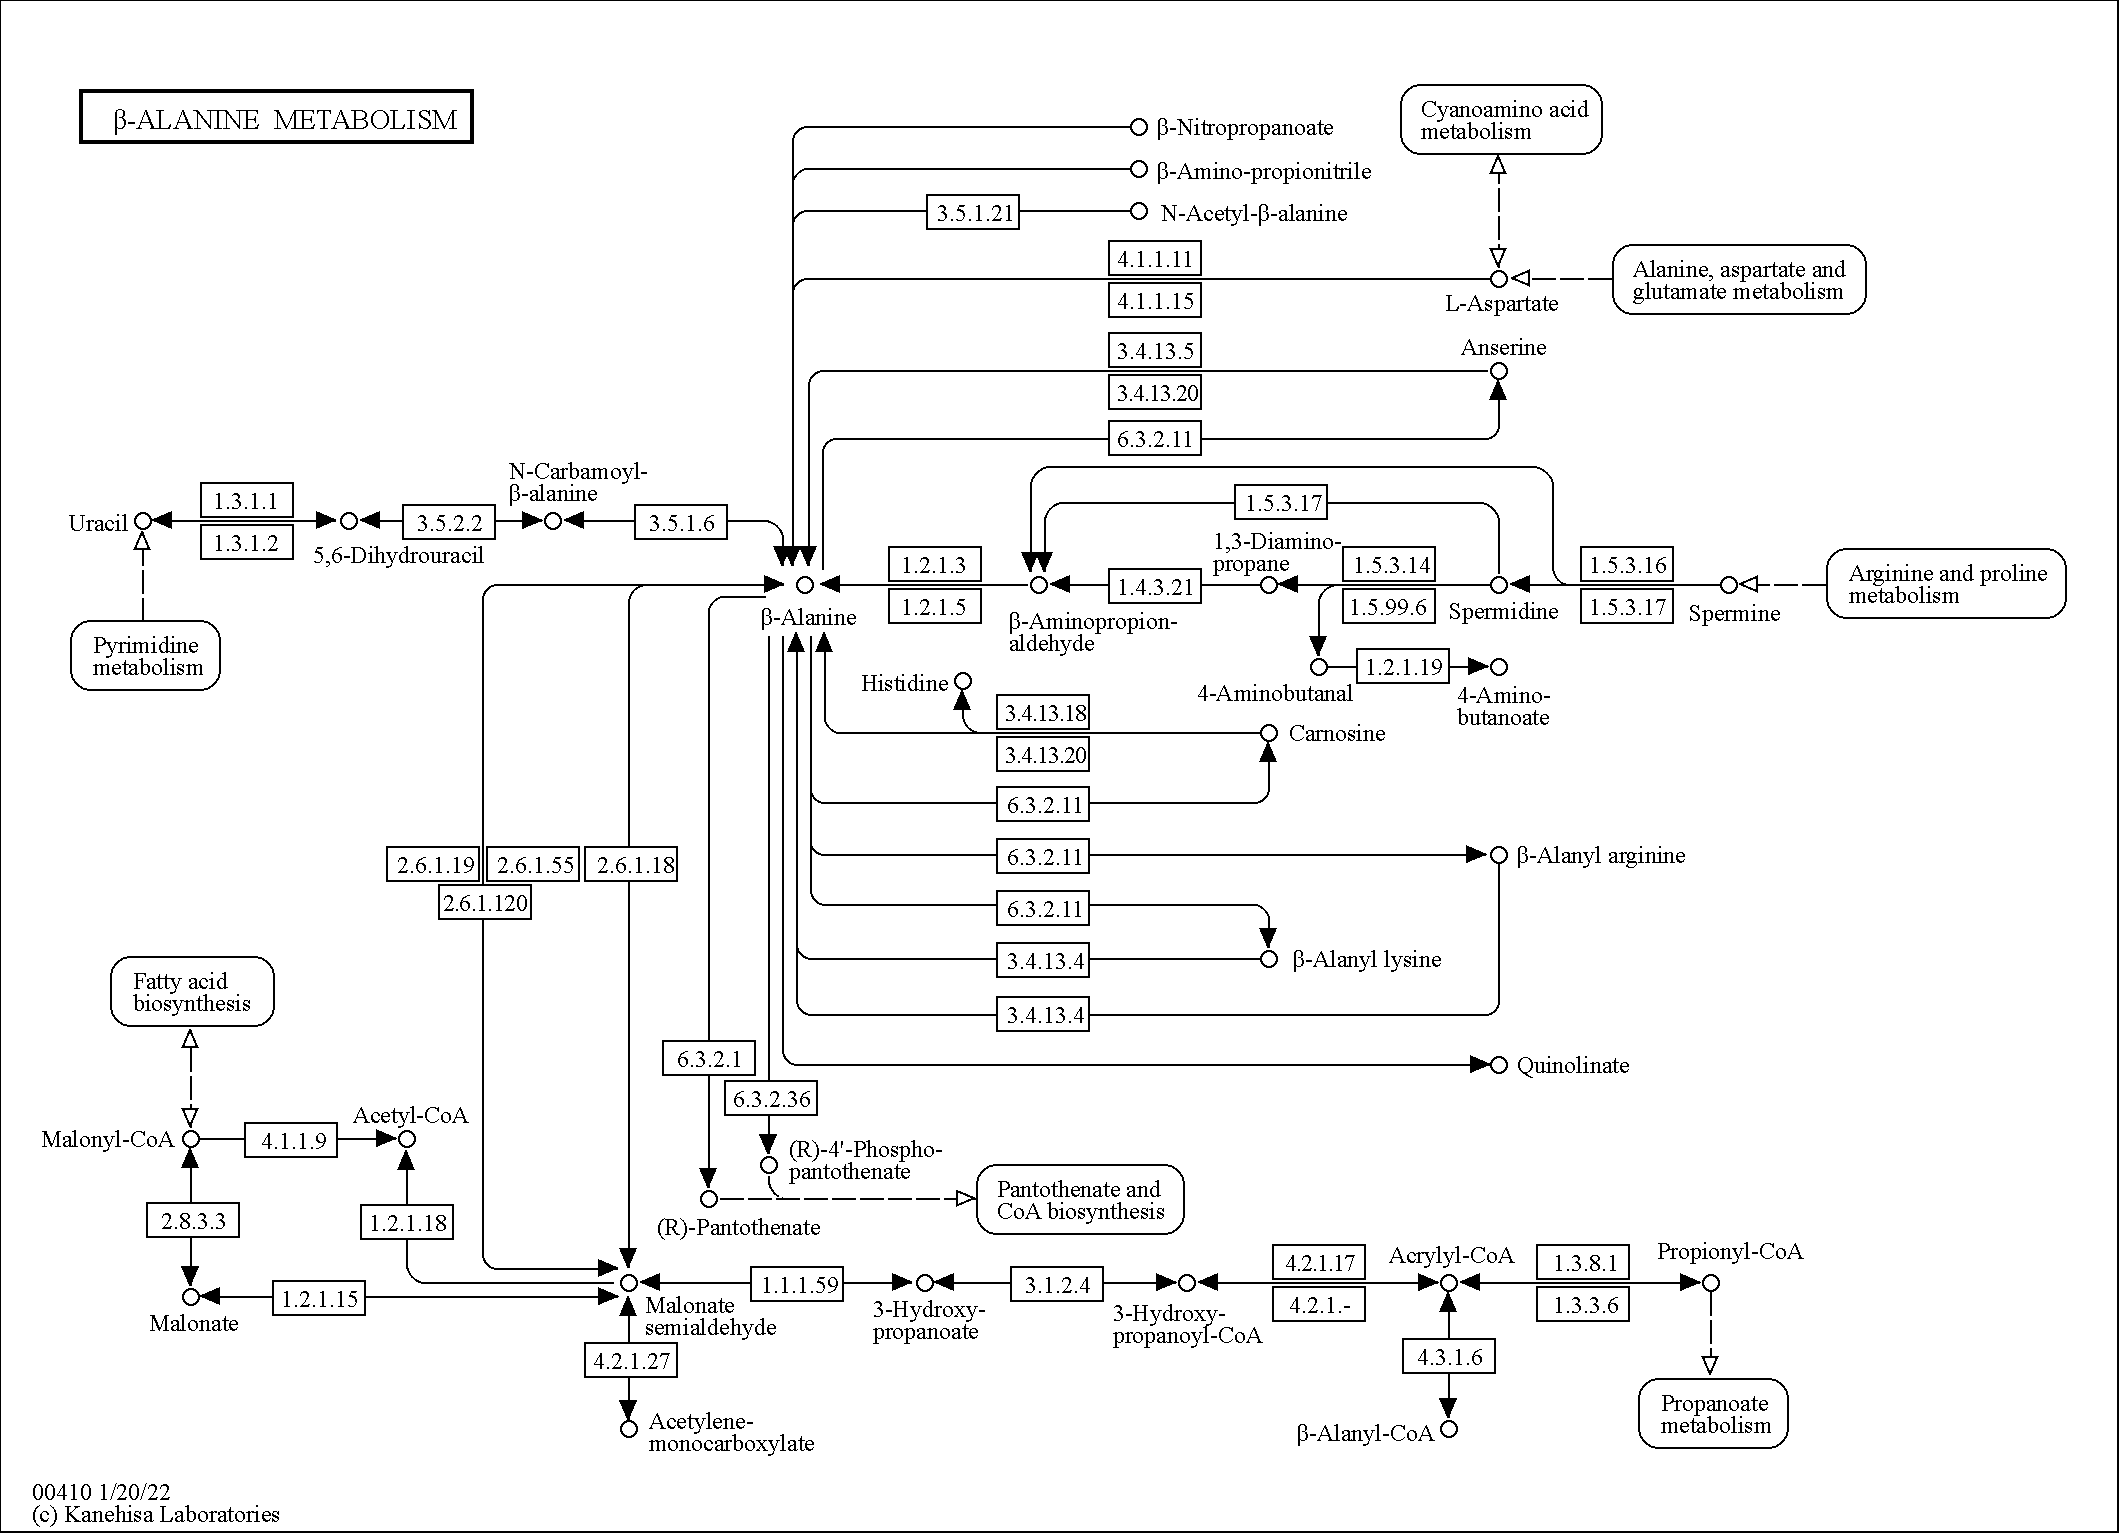 β-ALANINE METABOLISM
β-Nitropropanoate
β-Amino-propionitrile
3.5.1.21
N-Acetyl-β-alanine
Cyanoamino acid
metabolism
4.1.1.11
4.1.1.15
L-Aspartate
Alanine, aspartate and
glutamate metabolism
3.4.13.5
3.4.13.20
Anserine
6.3.2.11
Uracil
1.3.1.1
1.3.1.2
5,6-Dihydrouracil
3.5.2.2
N-Carbamoyl-
β-alanine
3.5.1.6
Pyrimidine
metabolism
β-Alanine
1.2.1.3
1.2.1.5
β-Aminopropion-
aldehyde
1.4.3.21
1,3-Diamino-
propane
1.5.3.17
1.5.3.14
1.5.99.6
Spermidine
1.5.3.16
1.5.3.17
Spermine
Arginine and proline
metabolism
4-Aminobutanal
1.2.1.19
4-Amino-
butanoate
Histidine
3.4.13.18
3.4.13.20
Carnosine
6.3.2.11
6.3.2.11
β-Alanyl arginine
6.3.2.11
3.4.13.4
β-Alanyl lysine
3.4.13.4
Quinolinate
2.6.1.19
2.6.1.55
2.6.1.18
2.6.1.120
6.3.2.1
6.3.2.36
(R)-4'-Phospho-
pantothenate
(R)-Pantothenate
Pantothenate and
CoA biosynthesis
Fatty acid
biosynthesis
Malonyl-CoA
4.1.1.9
Acetyl-CoA
2.8.3.3
1.2.1.18
Malonate
1.2.1.15
Malonate
semialdehyde
1.1.1.59
3-Hydroxy-
propanoate
3.1.2.4
3-Hydroxy-
propanoyl-CoA
4.2.1.17
4.2.1.-
Acrylyl-CoA
1.3.8.1
1.3.3.6
Propionyl-CoA
4.2.1.27
Acetylene-
monocarboxylate
4.3.1.6
β-Alanyl-CoA
Propanoate
metabolism
00410 1/20/22
(c) Kanehisa Laboratories